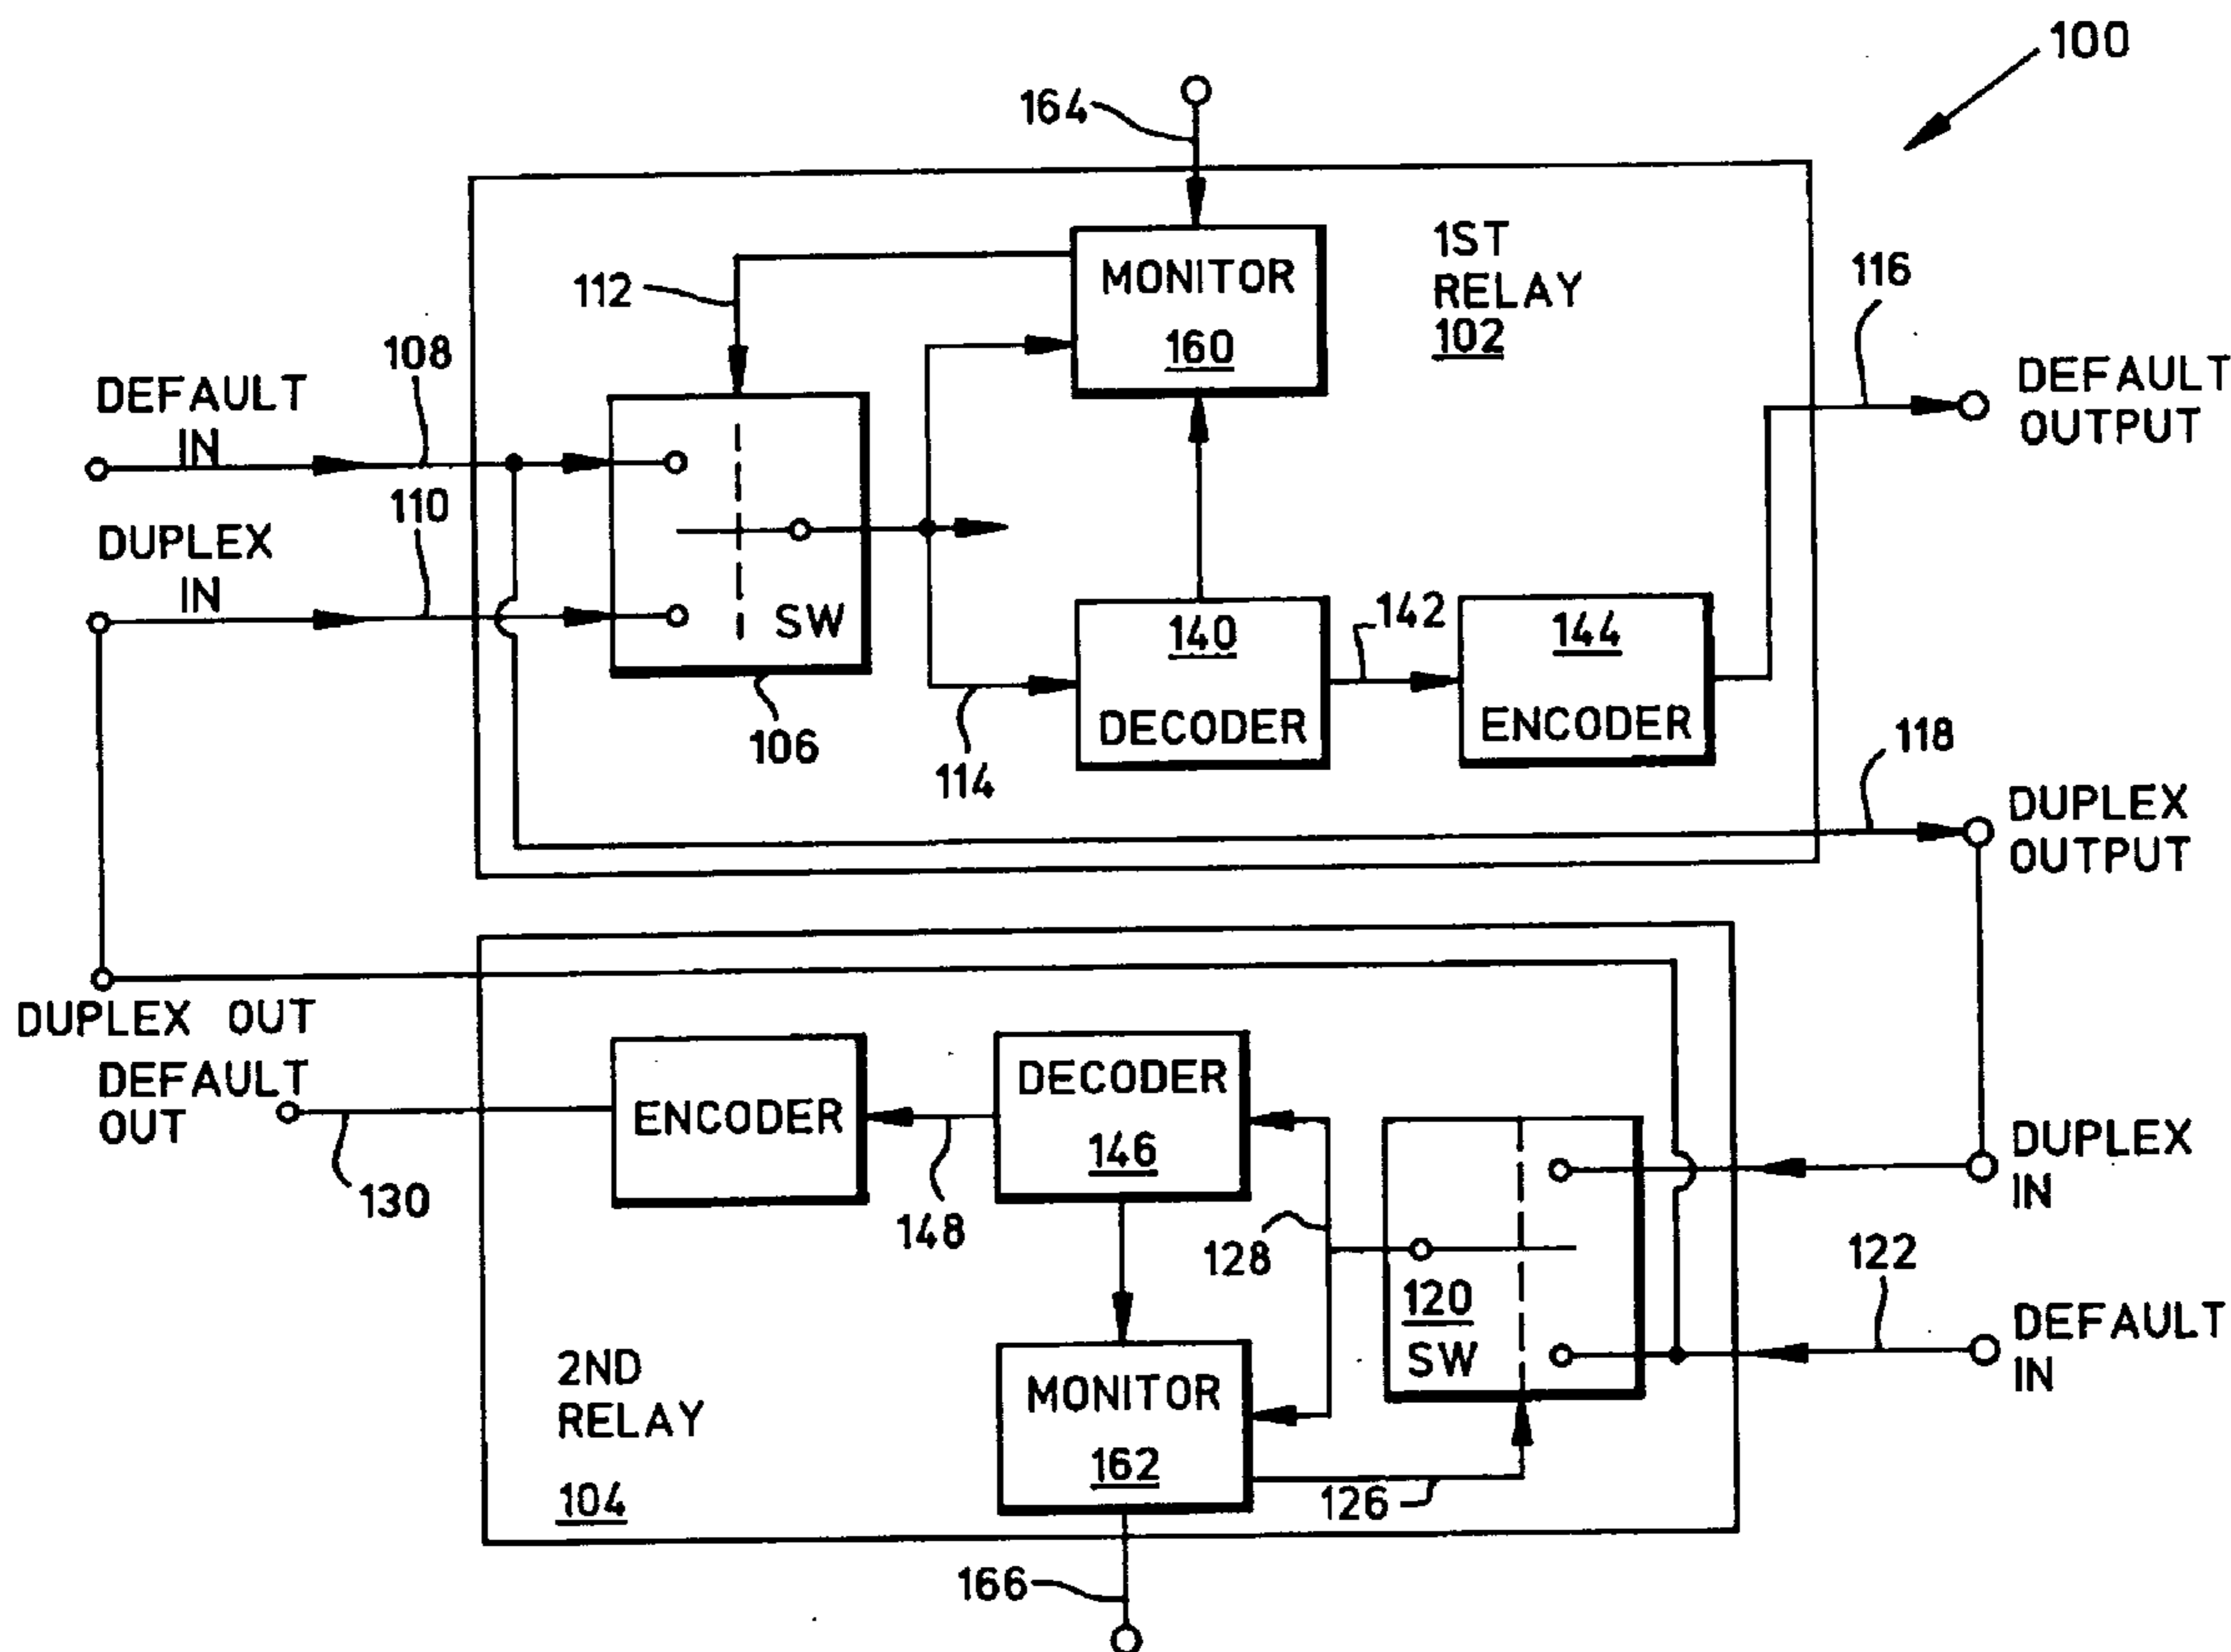 100
164
1ST
RELAY
102
MONITOR
160
112
116
108
DEFAULT
IN
DEFAULT
OUTPUT
110
DUPLEX
IN
SW
106
114
140
DECODER
142
144
ENCODER
118
DUPLEX
OUTPUT
DUPLEX OUT
DEFAULT
OUT
130
ENCODER
148
DECODER
146
128
120
SW
DUPLEX
IN
122
DEFAULT
IN
2ND
RELAY
104
MONITOR
162
126
166